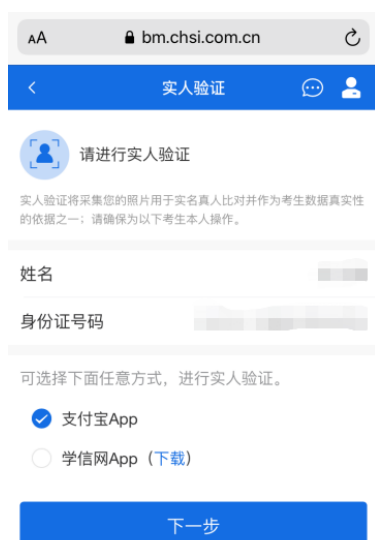 AA bm.chsi.com.cn
实人验证
请进行实人验证
实人验证将采集您的照片用于实名真人比对并作为考生数据真实性
的依据之一；请确保为以下考生本人操作。
姓名
身份证号码
可选择下面任意方式，进行实人验证。
支付宝App
学信网App（下载）
下一步